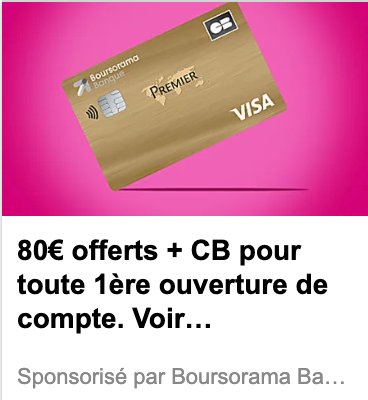 CB
Boursorama
Banque
PREMIER
VISA
80€ offerts + CB pour
toute 1ère ouverture de
compte. Voir…
Sponsorisé par Boursorama Ba…